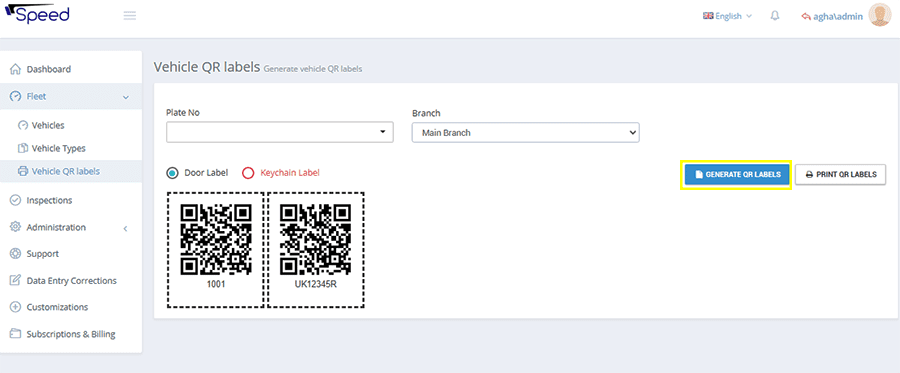 Speed
English
agha\admin
Dashboard
Fleet
Vehicles
Vehicle Types
Vehicle QR labels
Inspections
Administration
Support
Data Entry Corrections
Customizations
Subscriptions & Billing
Vehicle QR labels Generate vehicle QR labels
Plate No
Branch
Main Branch
Door Label
Keychain Label
GENERATE QR LABELS
PRINT QR LABELS
1001
UK12345R